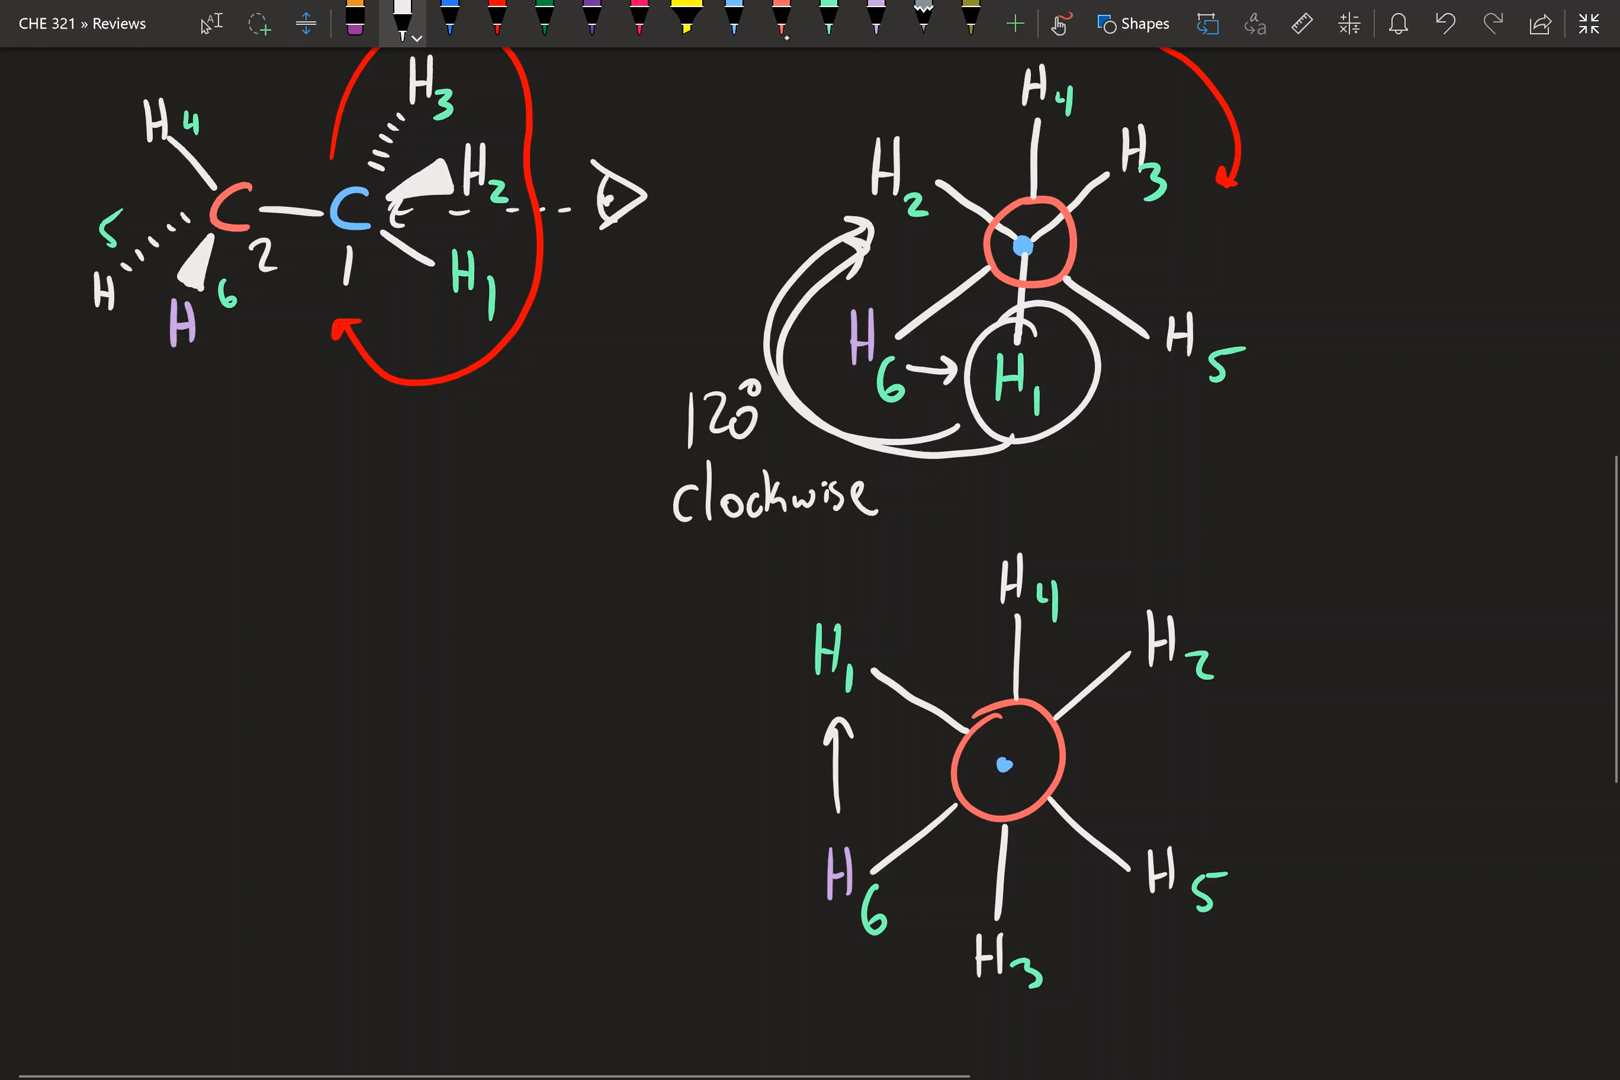 CHE 321 » Reviews
Shapes
H3
H4
H2
C C
5
2 1
H
6
H
H1
H4
H2
H3
H
6
H1
H5
120°
clockwise
H4
H1
H2
H
6
H5
H3